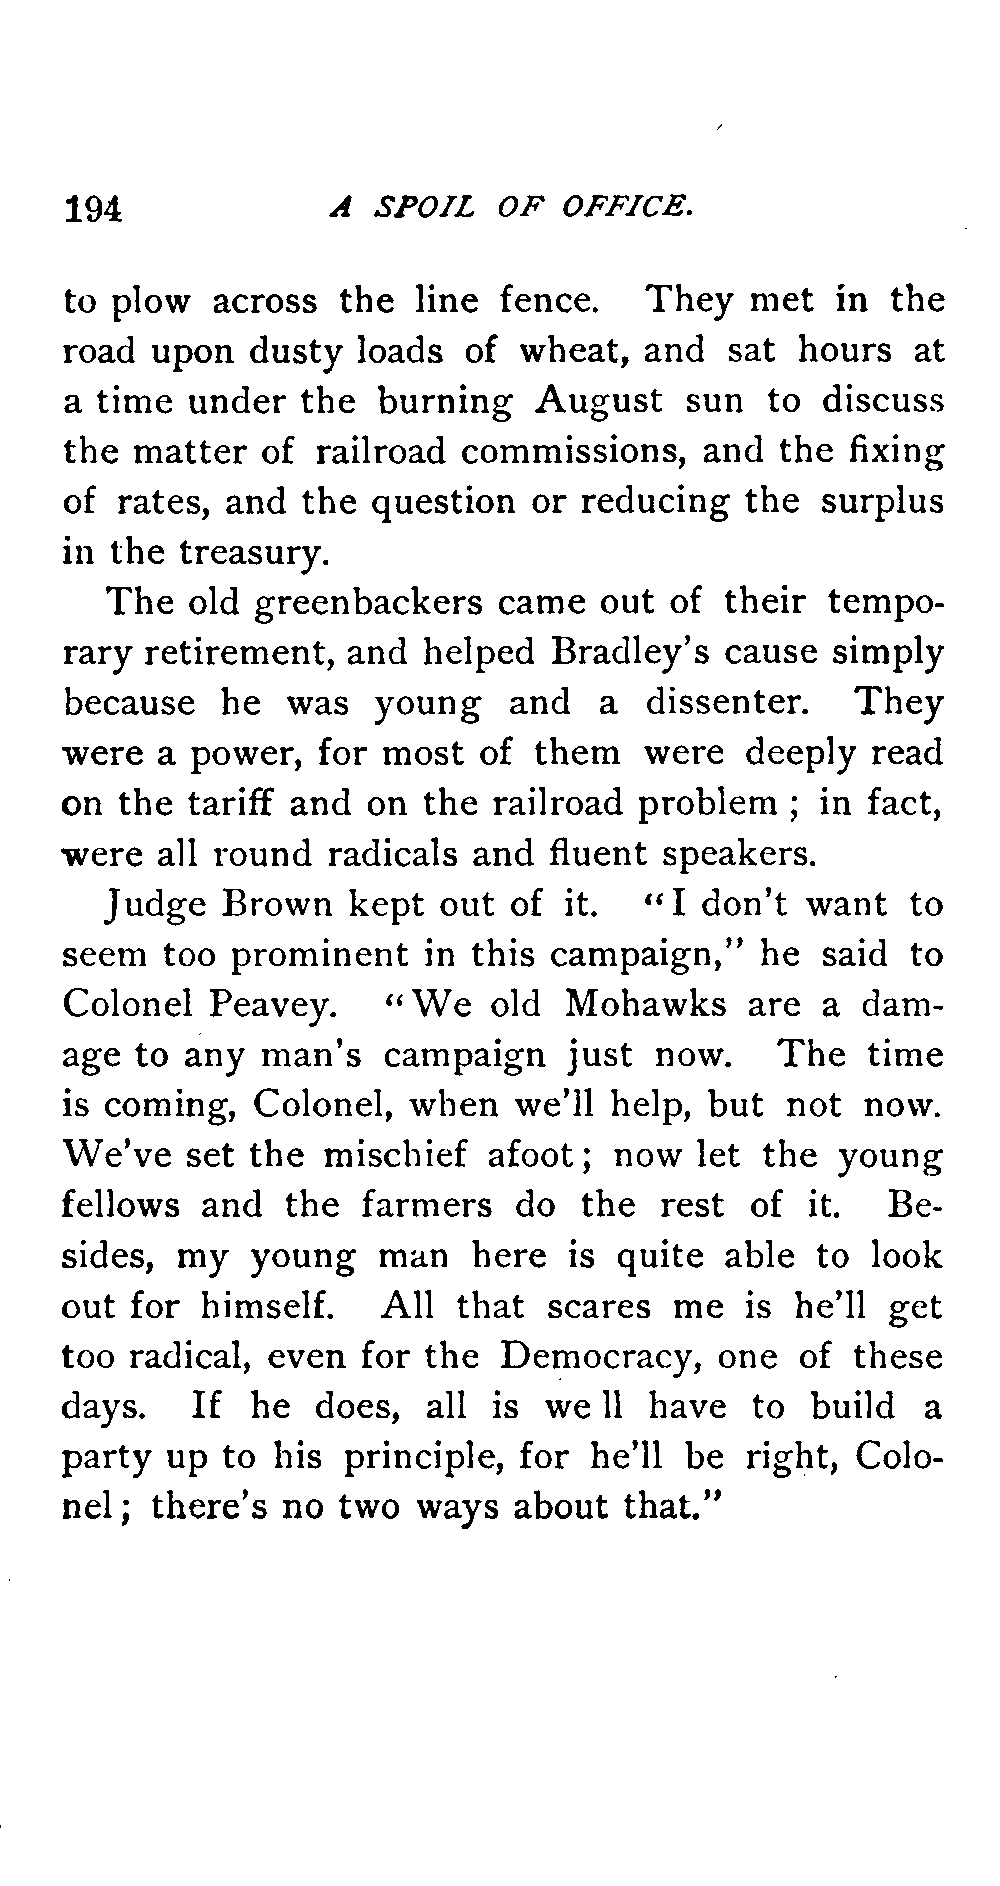 194 A SPOIL OF OFFICE.
to plow across the line fence. They met in the
road upon dusty loads of wheat, and sat hours at
a time under the burning August sun to discuss
the matter of railroad commissions, and the fixing
of rates, and the question or reducing the surplus
in the treasury.
The old greenbackers came out of their tempo-
rary retirement, and helped Bradley's cause simply
because he was young and a dissenter. They
were a power, for most of them were deeply read
on the tariff and on the railroad problem ; in fact,
were all round radicals and fluent speakers.
Judge Brown kept out of it. "I don't want to
seem too prominent in this campaign," he said to
Colonel Peavey. "We old Mohawks are a dam-
age to any man's campaign just now. The time
is coming, Colonel, when we'll help, but not now.
We've set the mischief afoot; now let the young
fellows and the farmers do the rest of it. Be-
sides, my young man here is quite able to look
out for himself. All that scares me is he'll get
too radical, even for the Democracy, one of these
days. If he does, all is we ll have to build a
party up to his principle, for he'll be right, Colo-
nel; there's no two ways about that."